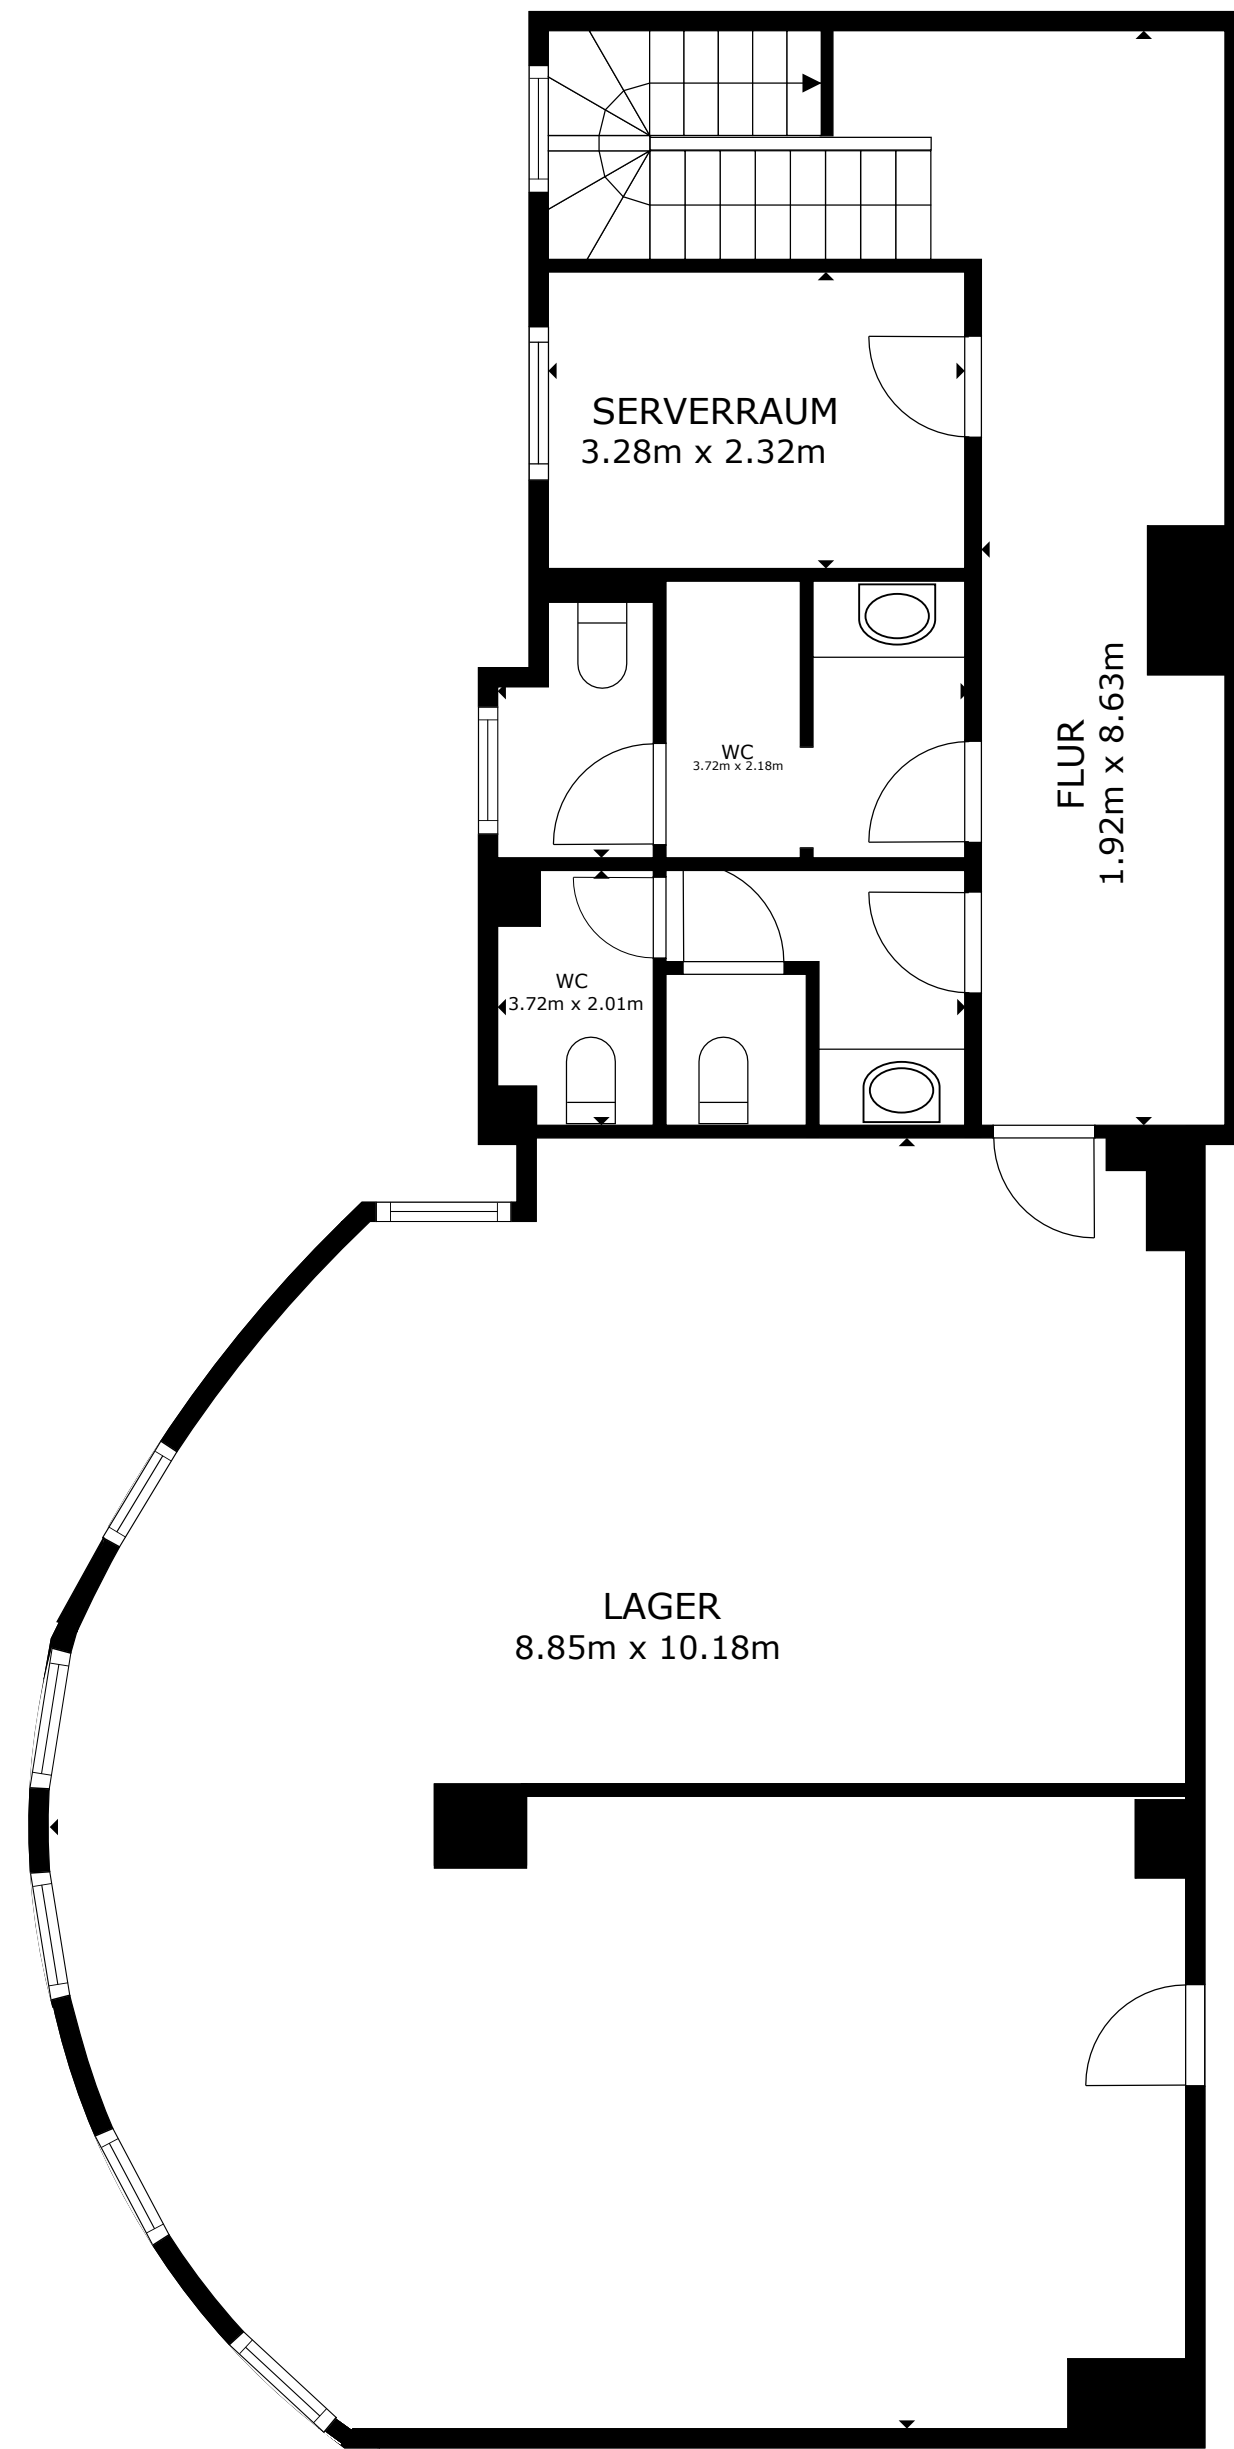 SERVERRAUM
3.28m x 2.32m
WC
3.72m x 2.18m
FLUR
1.92m x 8.63m
WC
3.72m x 2.01m
LAGER
8.85m x 10.18m